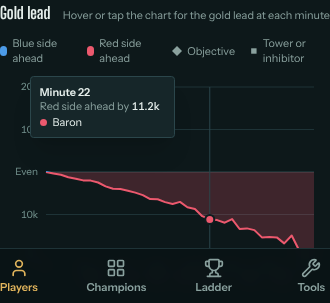 Gold lead Hover or tap the chart for the gold lead at each minute
Blue side ahead
Red side ahead
Objective
Tower or inhibitor
20
Minute 22
Red side ahead by 11.2k
Baron
10
Even
10k
Players Champions Ladder Tools